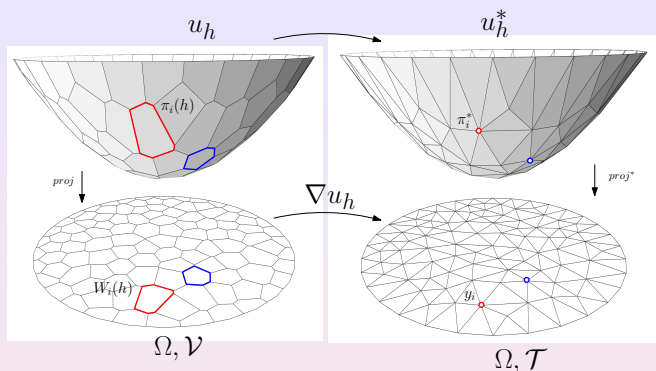 u_h
u_h^*
π_i(h)
π_i^*
proj
proj*
∇u_h
W_i(h)
y_i
Ω, 𝒱
Ω, 𝒯